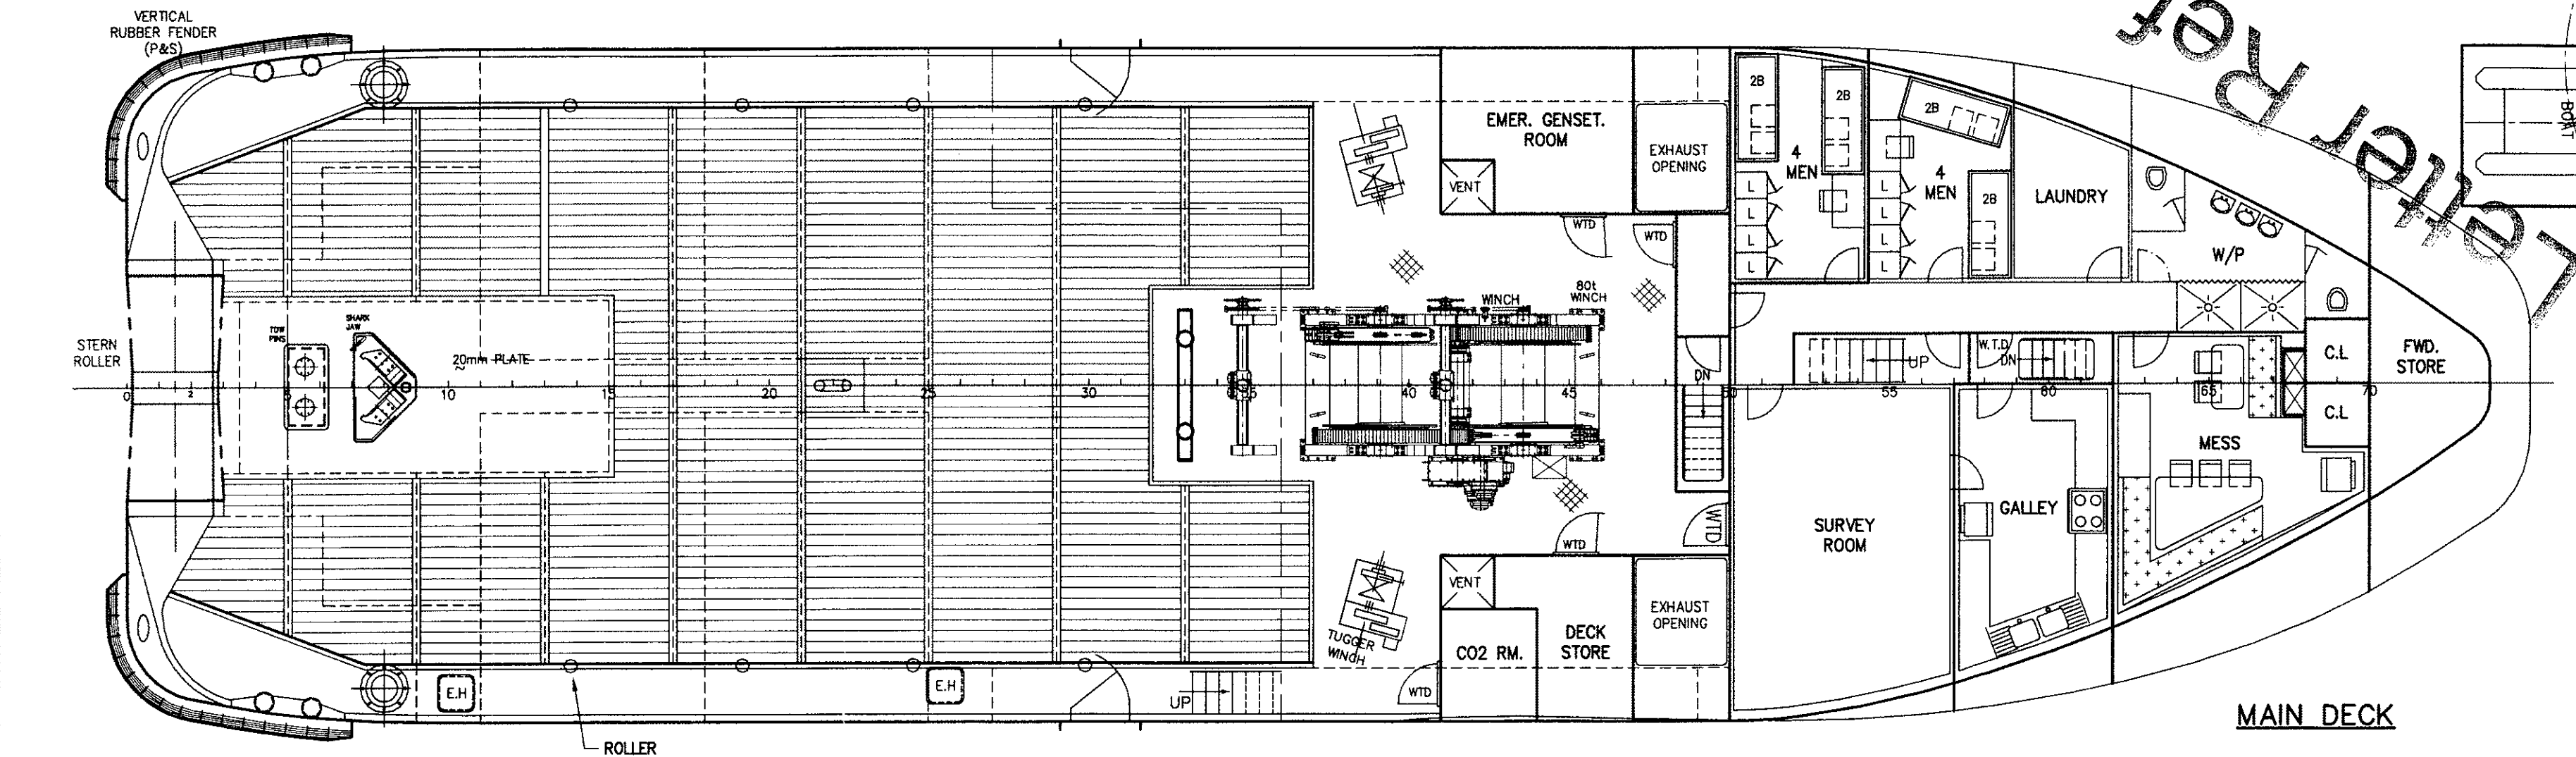 VERTICAL
RUBBER FENDER
(P&S)
STERN
ROLLER
TOW
PINS
SHARK
JAW
20mm PLATE
0
2
5
10
15
20
25
30
35
40
45
50
55
60
65
70
E.H
E.H
ROLLER
UP
TUGGER
WINCH
WINCH
80t
WINCH
EMER. GENSET.
ROOM
VENT
EXHAUST
OPENING
WTD
WTD
DN
WTD
WTD
WTD
VENT
CO2 RM.
DECK
STORE
EXHAUST
OPENING
2B
2B
4
MEN
L
L
L
L
2B
4
MEN
2B
L
L
L
L
LAUNDRY
W/P
UP
W.T.D
DN
SURVEY
ROOM
GALLEY
MESS
C.L
C.L
FWD.
STORE
BOAT
Letter Ref
MAIN DECK